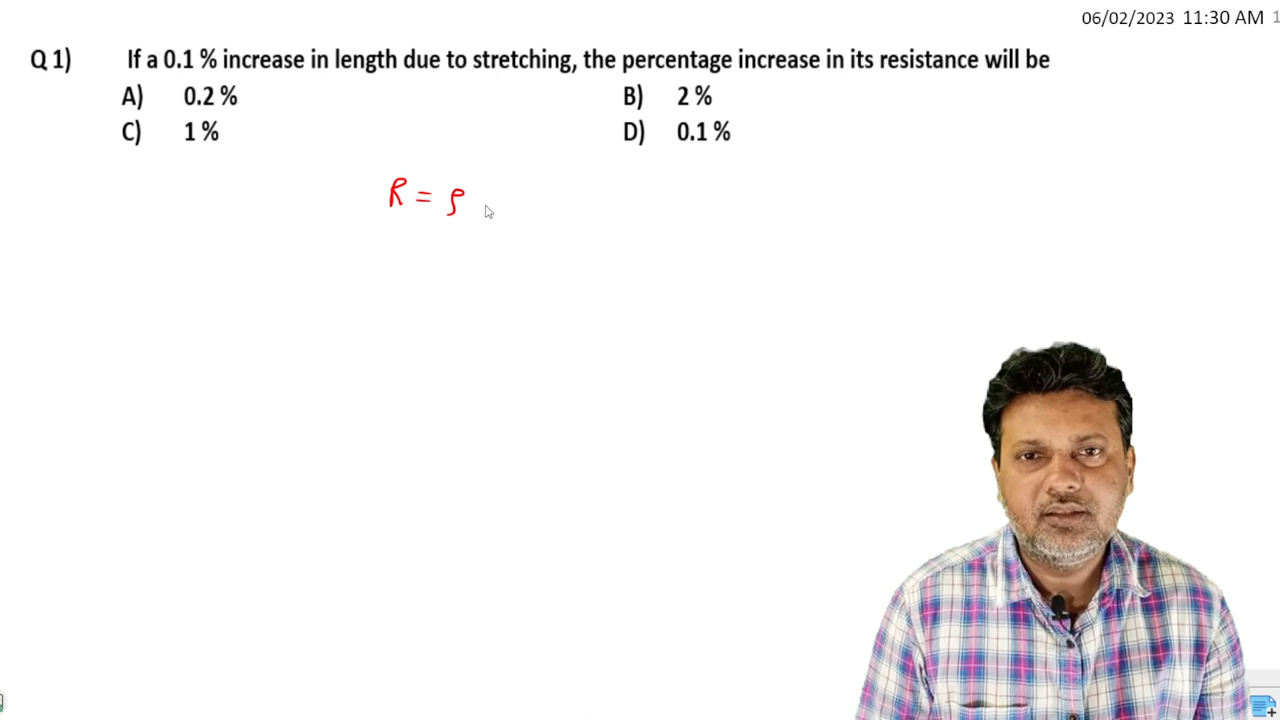 06/02/2023 11:30 AM 1
Q 1) If a 0.1 % increase in length due to stretching, the percentage increase in its resistance will be
A) 0.2 % B) 2 %
C) 1 % D) 0.1 %
R = ρ